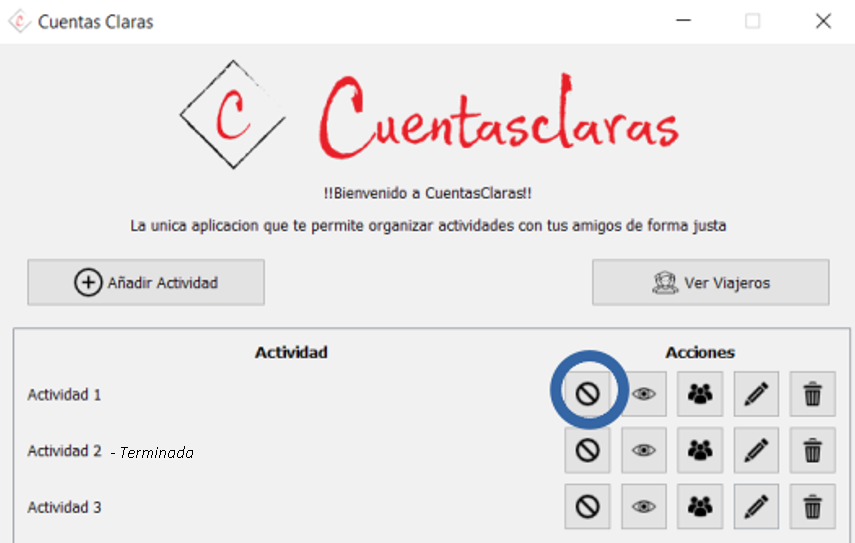 Cuentas Claras
C
Cuentasclaras
!!Bienvenido a CuentasClaras!!
La unica aplicacion que te permite organizar actividades con tus amigos de forma justa
Añadir Actividad
Ver Viajeros
Actividad Acciones
Actividad 1
Actividad 2 - Terminada
Actividad 3